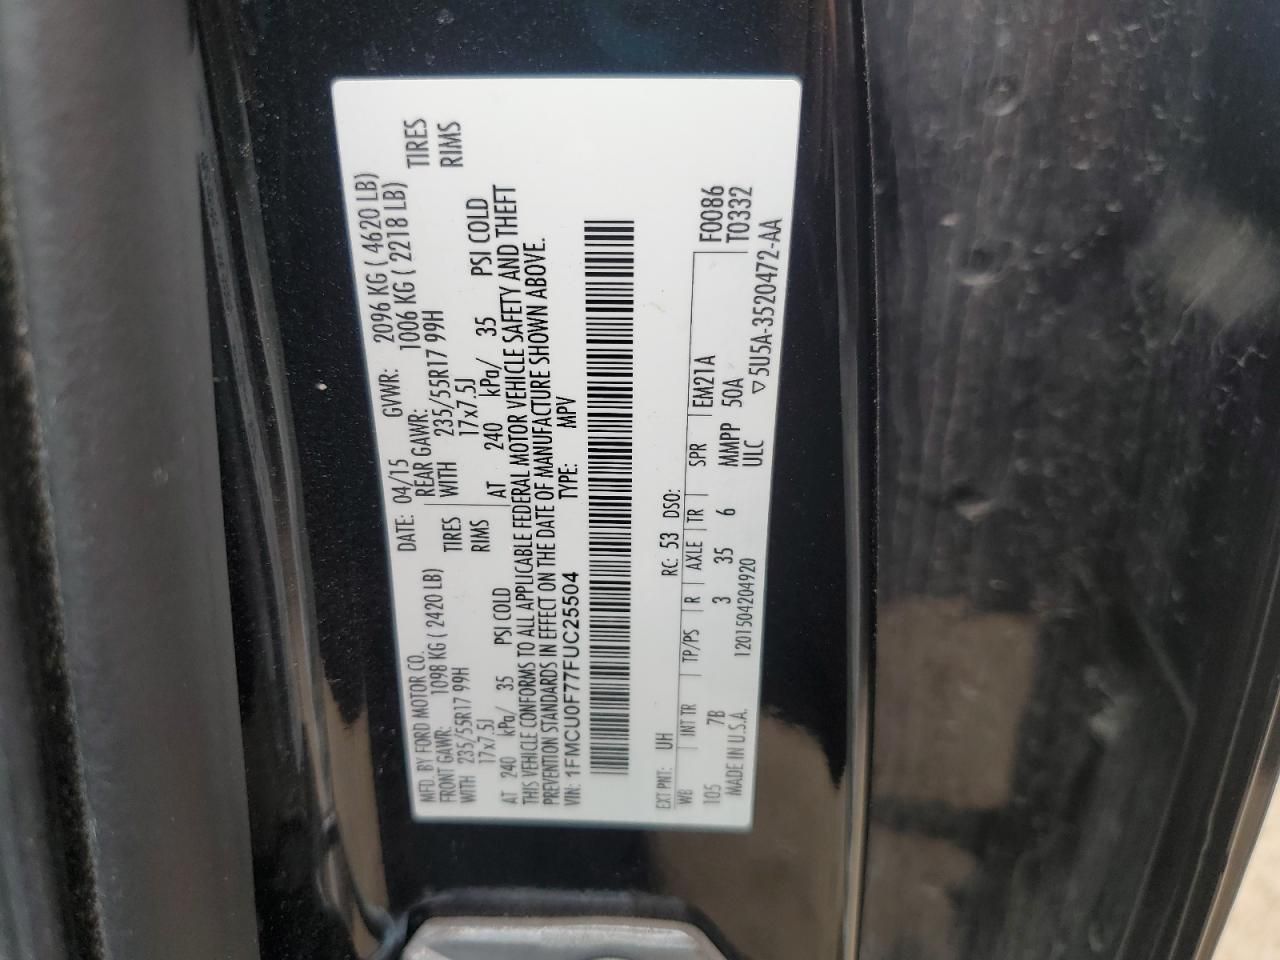 MFD. BY FORD MOTOR CO.
DATE: 04/15 GVWR: 2096 KG ( 4620 LB)
FRONT GAWR: 1098 KG ( 2420 LB) REAR GAWR: 1006 KG ( 2218 LB)
WITH 235/55R17 99H TIRES WITH 235/55R17 99H TIRES
17x7.5J RIMS 17x7.5J RIMS
AT 240 kPa/ 35 PSI COLD AT 240 kPa/ 35 PSI COLD
THIS VEHICLE CONFORMS TO ALL APPLICABLE FEDERAL MOTOR VEHICLE SAFETY AND THEFT
PREVENTION STANDARDS IN EFFECT ON THE DATE OF MANUFACTURE SHOWN ABOVE.
VIN: 1FMCU0F77FUC25504 TYPE: MPV
EXT PNT: UH RC: 53 DSO:
WB INT TR TP/PS R AXLE TR SPR EM21A F0086
105 7B 3 35 6 MMPP 50A T0332
MADE IN U.S.A. 1201504204920 ULC ▽5U5A-3520472-AA